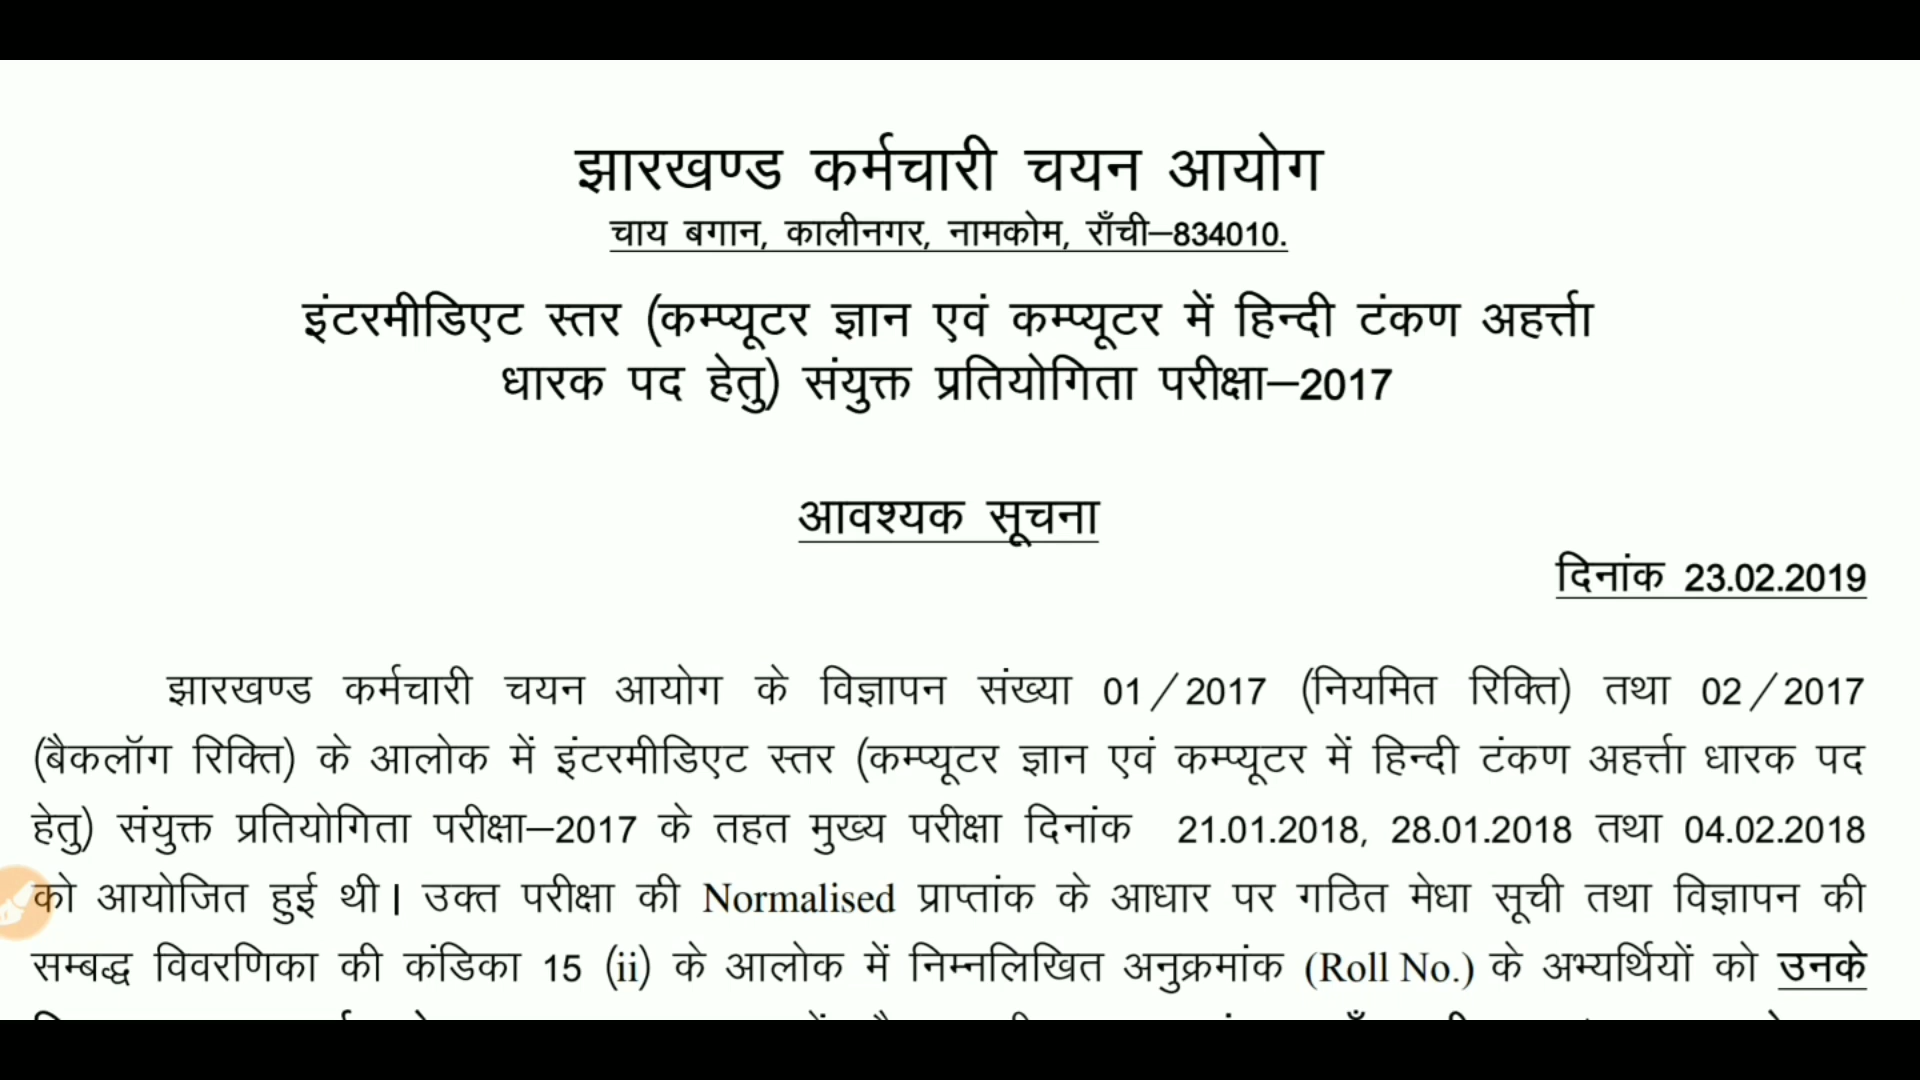 झारखण्ड कर्मचारी चयन आयोग
चाय बगान, कालीनगर, नामकोम, राँची–834010.
इंटरमीडिएट स्तर (कम्प्यूटर ज्ञान एवं कम्प्यूटर में हिन्दी टंकण अहर्त्ता
धारक पद हेतु) संयुक्त प्रतियोगिता परीक्षा–2017
आवश्यक सूचना
दिनांक 23.02.2019
झारखण्ड कर्मचारी चयन आयोग के विज्ञापन संख्या 01/2017 (नियमित रिक्ति) तथा 02/2017
(बैकलॉग रिक्ति) के आलोक में इंटरमीडिएट स्तर (कम्प्यूटर ज्ञान एवं कम्प्यूटर में हिन्दी टंकण अहर्त्ता धारक पद
हेतु) संयुक्त प्रतियोगिता परीक्षा–2017 के तहत मुख्य परीक्षा दिनांक 21.01.2018, 28.01.2018 तथा 04.02.2018
को आयोजित हुई थी। उक्त परीक्षा की Normalised प्राप्तांक के आधार पर गठित मेधा सूची तथा विज्ञापन की
सम्बद्ध विवरणिका की कंडिका 15 (ii) के आलोक में निम्नलिखित अनुक्रमांक (Roll No.) के अभ्यर्थियों को उनके